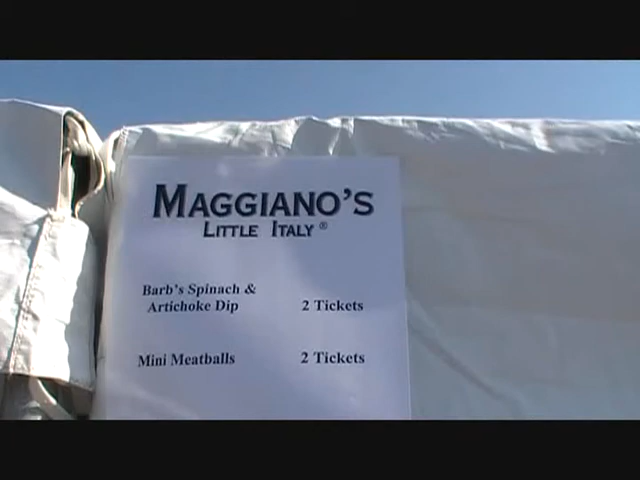 MAGGIANO'S
LITTLE ITALY ®
Barb's Spinach &
Artichoke Dip 2 Tickets
Mini Meatballs 2 Tickets